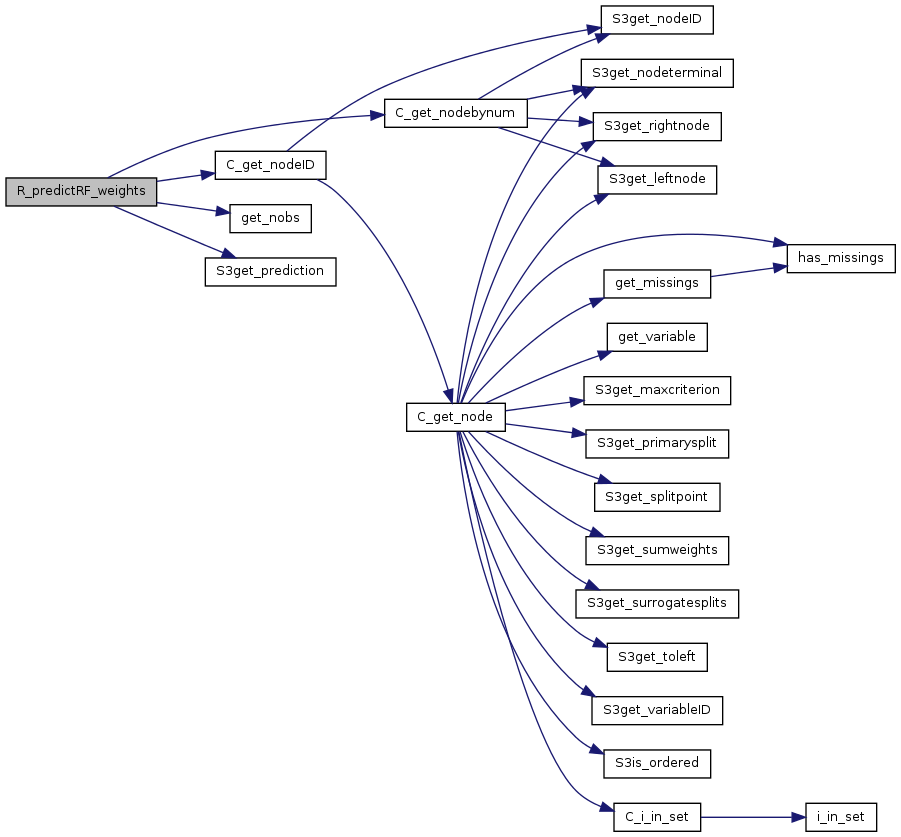 S3get_nodeID
S3get_nodeterminal
C_get_nodebynum
S3get_rightnode
C_get_nodeID
S3get_leftnode
R_predictRF_weights
get_nobs
has_missings
S3get_prediction
get_missings
get_variable
S3get_maxcriterion
C_get_node
S3get_primarysplit
S3get_splitpoint
S3get_sumweights
S3get_surrogatesplits
S3get_toleft
S3get_variableID
S3is_ordered
C_i_in_set
i_in_set